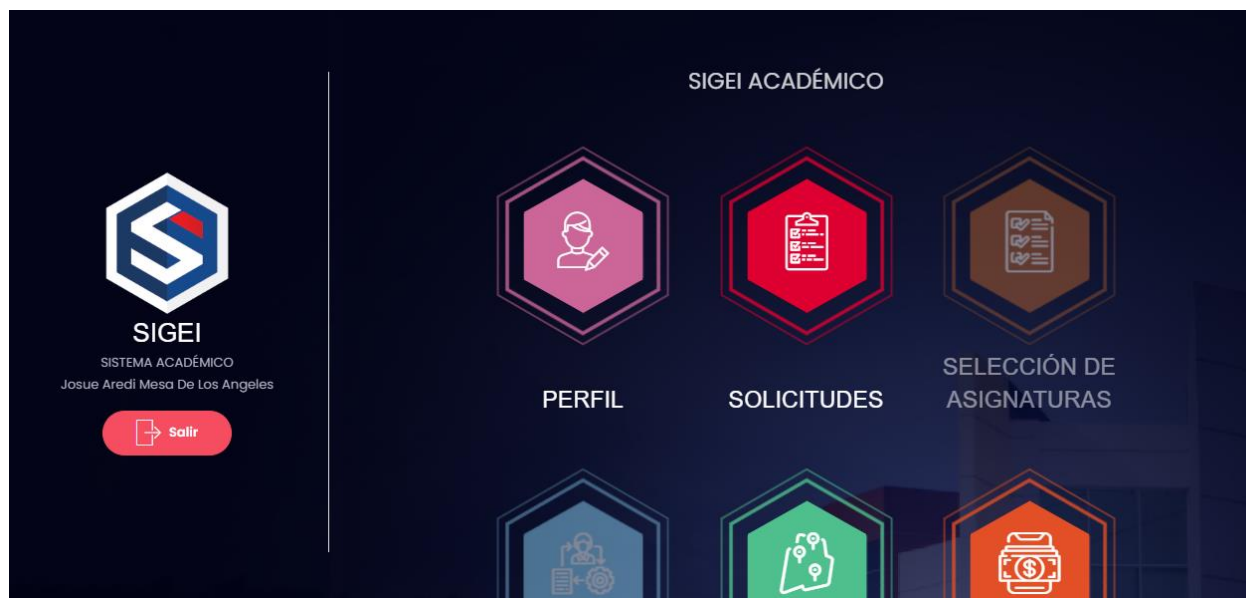 SIGEI ACADÉMICO
SIGEI
SISTEMA ACADÉMICO
Josue Aredi Mesa De Los Angeles
Salir
PERFIL
SOLICITUDES
SELECCIÓN DE
ASIGNATURAS